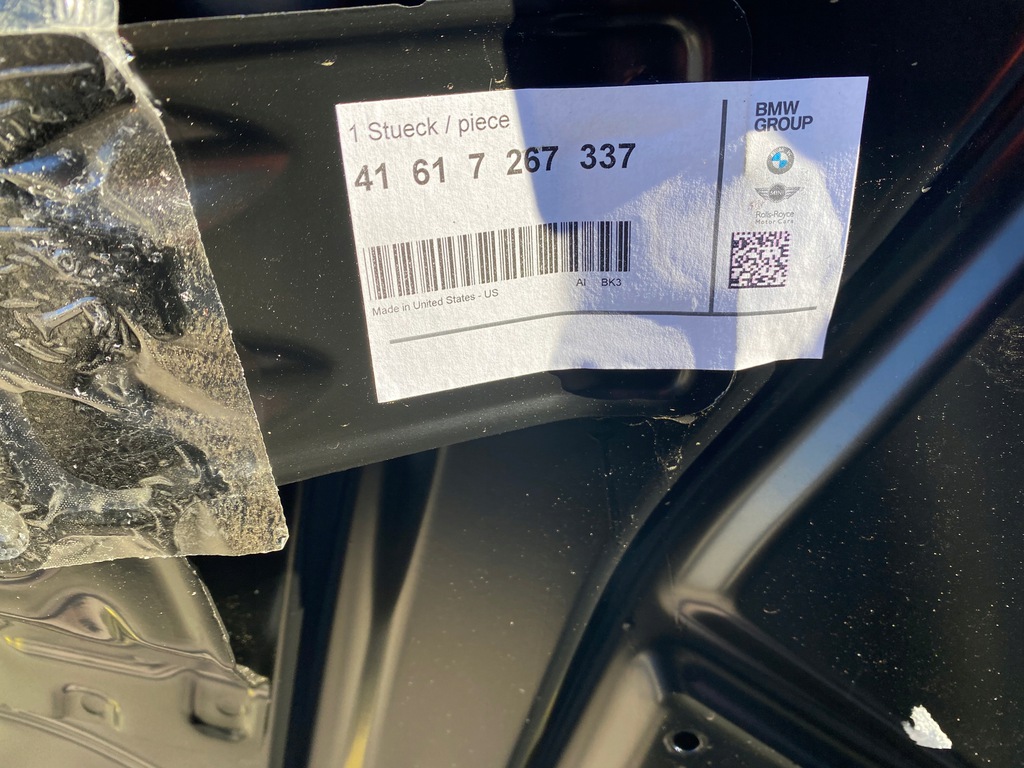 1 Stueck / piece
41 61 7 267 337
AI BK3
Made in United States - US
BMW
GROUP
MINI
Rolls-Royce
Motor Cars